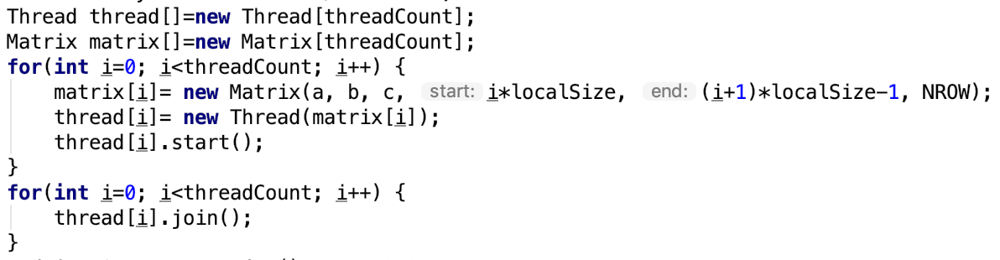 Thread thread[]=new Thread[threadCount];
Matrix matrix[]=new Matrix[threadCount];
for(int i=0; i<threadCount; i++) {
    matrix[i]= new Matrix(a, b, c, start: i*localSize, end: (i+1)*localSize-1, NROW);
    thread[i]= new Thread(matrix[i]);
    thread[i].start();
}
for(int i=0; i<threadCount; i++) {
    thread[i].join();
}